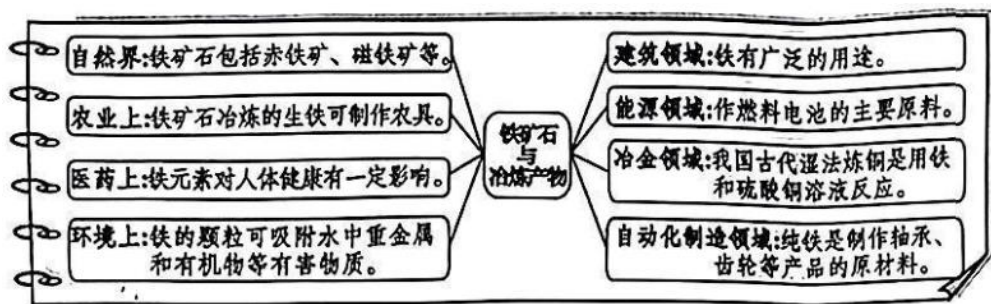 自然界:铁矿石包括赤铁矿、磁铁矿等。
农业上:铁矿石冶炼的生铁可制作农具。
医药上:铁元素对人体健康有一定影响。
环境上:铁的颗粒可吸附水中重金属
和有机物等有害物质。
铁矿石
与
冶炼产物
建筑领域:铁有广泛的用途。
能源领域:作燃料电池的主要原料。
冶金领域:我国古代湿法炼铜是用铁
和硫酸铜溶液反应。
自动化制造领域:纯铁是制作轴承、
齿轮等产品的原材料。